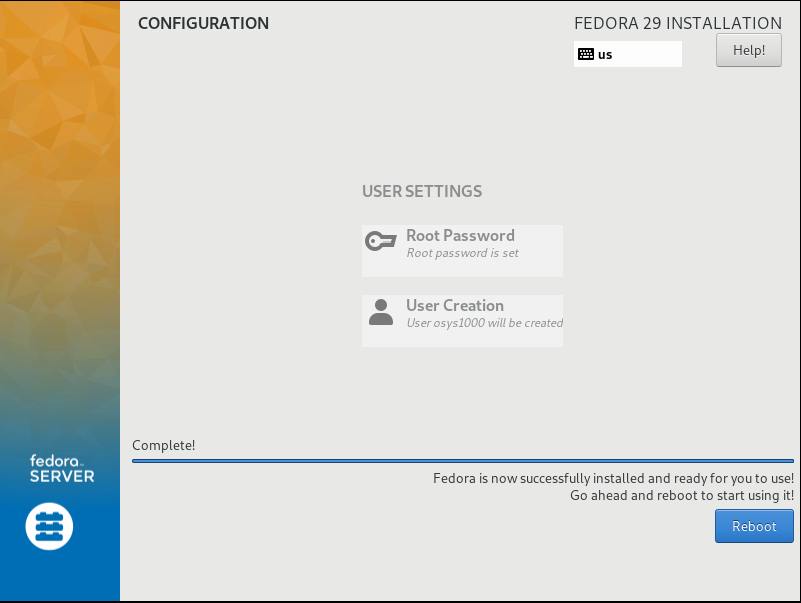 CONFIGURATION
FEDORA 29 INSTALLATION
us
Help!
USER SETTINGS
Root Password
Root password is set
User Creation
User osys1000 will be created
Complete!
fedora
SERVER
Fedora is now successfully installed and ready for you to use!
Go ahead and reboot to start using it!
Reboot